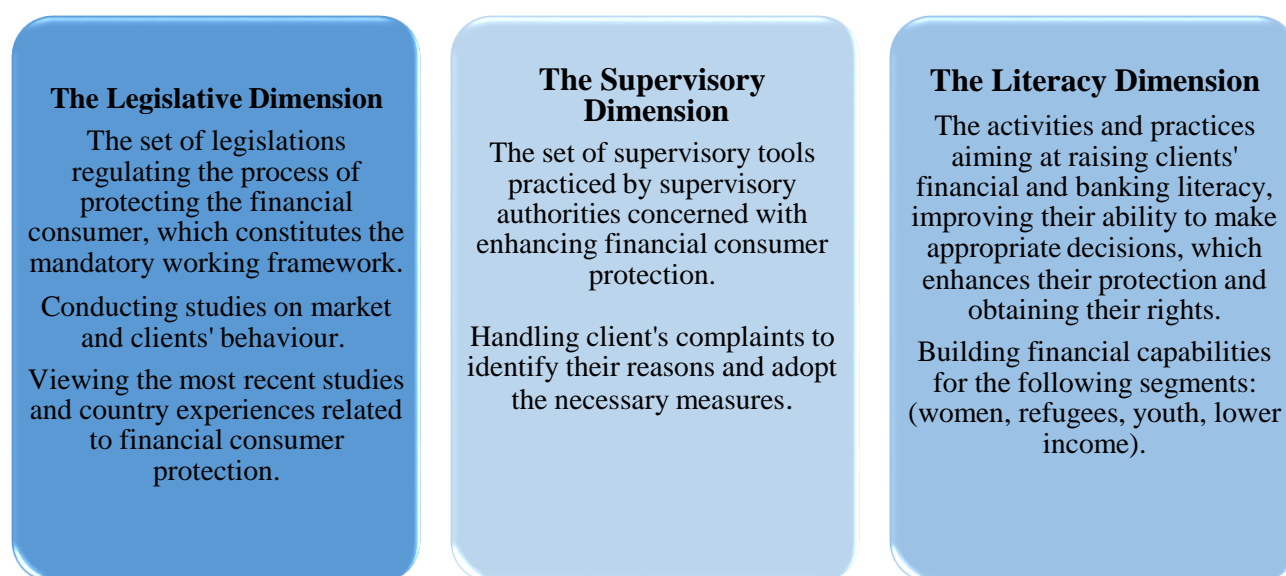 The Legislative Dimension
The set of legislations
regulating the process of
protecting the financial
consumer, which constitutes the
mandatory working framework.
Conducting studies on market
and clients' behaviour.
Viewing the most recent studies
and country experiences related
to financial consumer
protection.
The Supervisory
Dimension
The set of supervisory tools
practiced by supervisory
authorities concerned with
enhancing financial consumer
protection.
Handling client's complaints to
identify their reasons and adopt
the necessary measures.
The Literacy Dimension
The activities and practices
aiming at raising clients'
financial and banking literacy,
improving their ability to make
appropriate decisions, which
enhances their protection and
obtaining their rights.
Building financial capabilities
for the following segments:
(women, refugees, youth, lower
income).